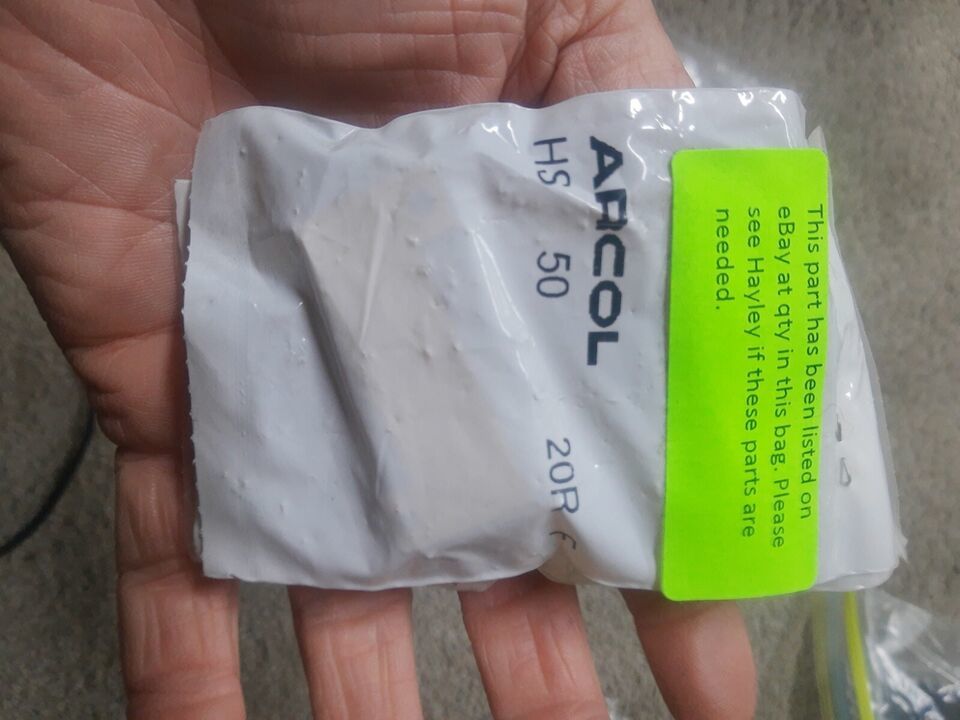 This part has been listed on
eBay at qty in this bag. Please
see Hayley if these parts are
needed.
ARCOL
HS 50 20R